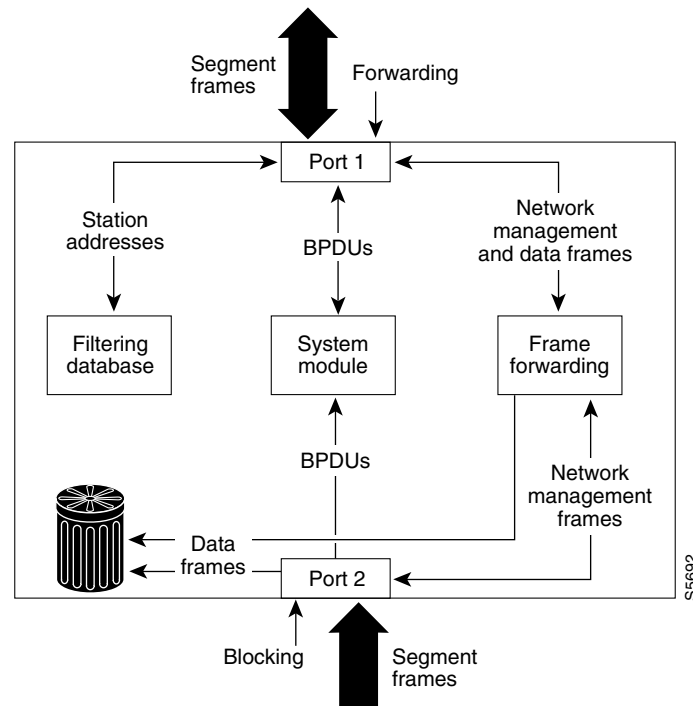 Segment
frames
Forwarding
Port 1
Station
addresses
BPDUs
Network
management
and data frames
Filtering
database
System
module
Frame
forwarding
BPDUs
Network
management
frames
Data
frames
Port 2
Blocking
Segment
frames
S5692